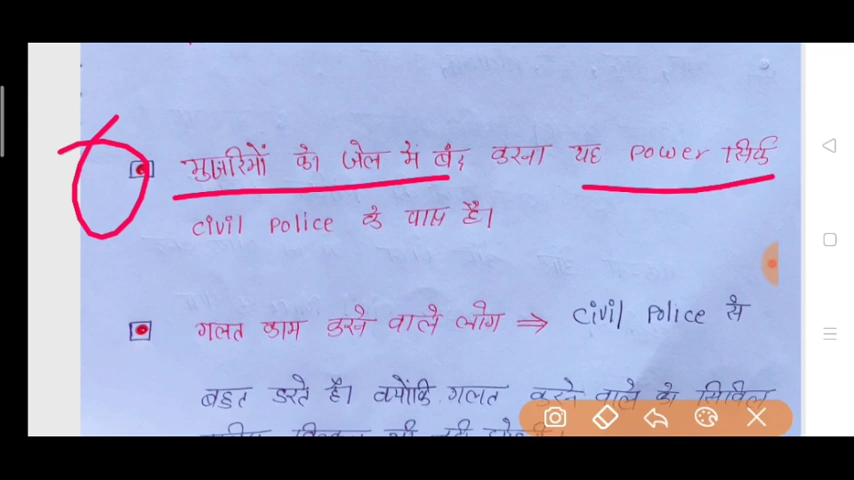 मुजरिमों को जेल में बंद करना यह power सिर्फ
civil police के पास है।
गलत काम करने वाले लोग ⇒ civil police से
बहुत डरते है। क्योंकि गलत करने वाले को सिविल